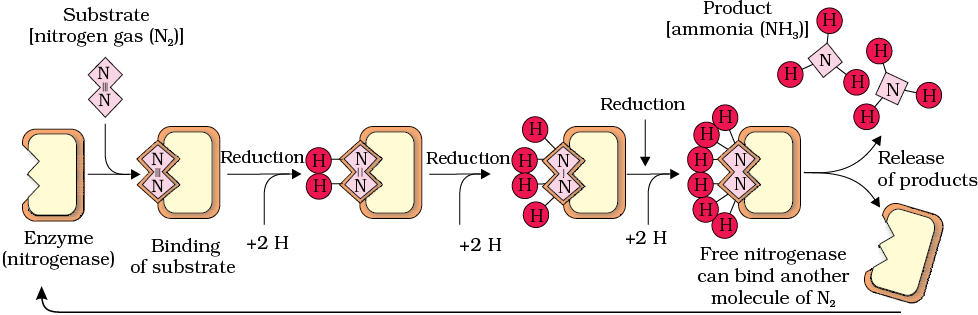 Substrate
[nitrogen gas (N₂)]
N
N
Enzyme
(nitrogenase)
N
N
Binding
of substrate
Reduction
+2 H
H
H
N
N
Reduction
+2 H
H
H
H
H
N
N
Reduction
+2 H
H
H
H
H
H
H
N
N
Free nitrogenase
can bind another
molecule of N₂
Product
[ammonia (NH₃)]
H
H
N
H
H
N
H
H
Release
of products